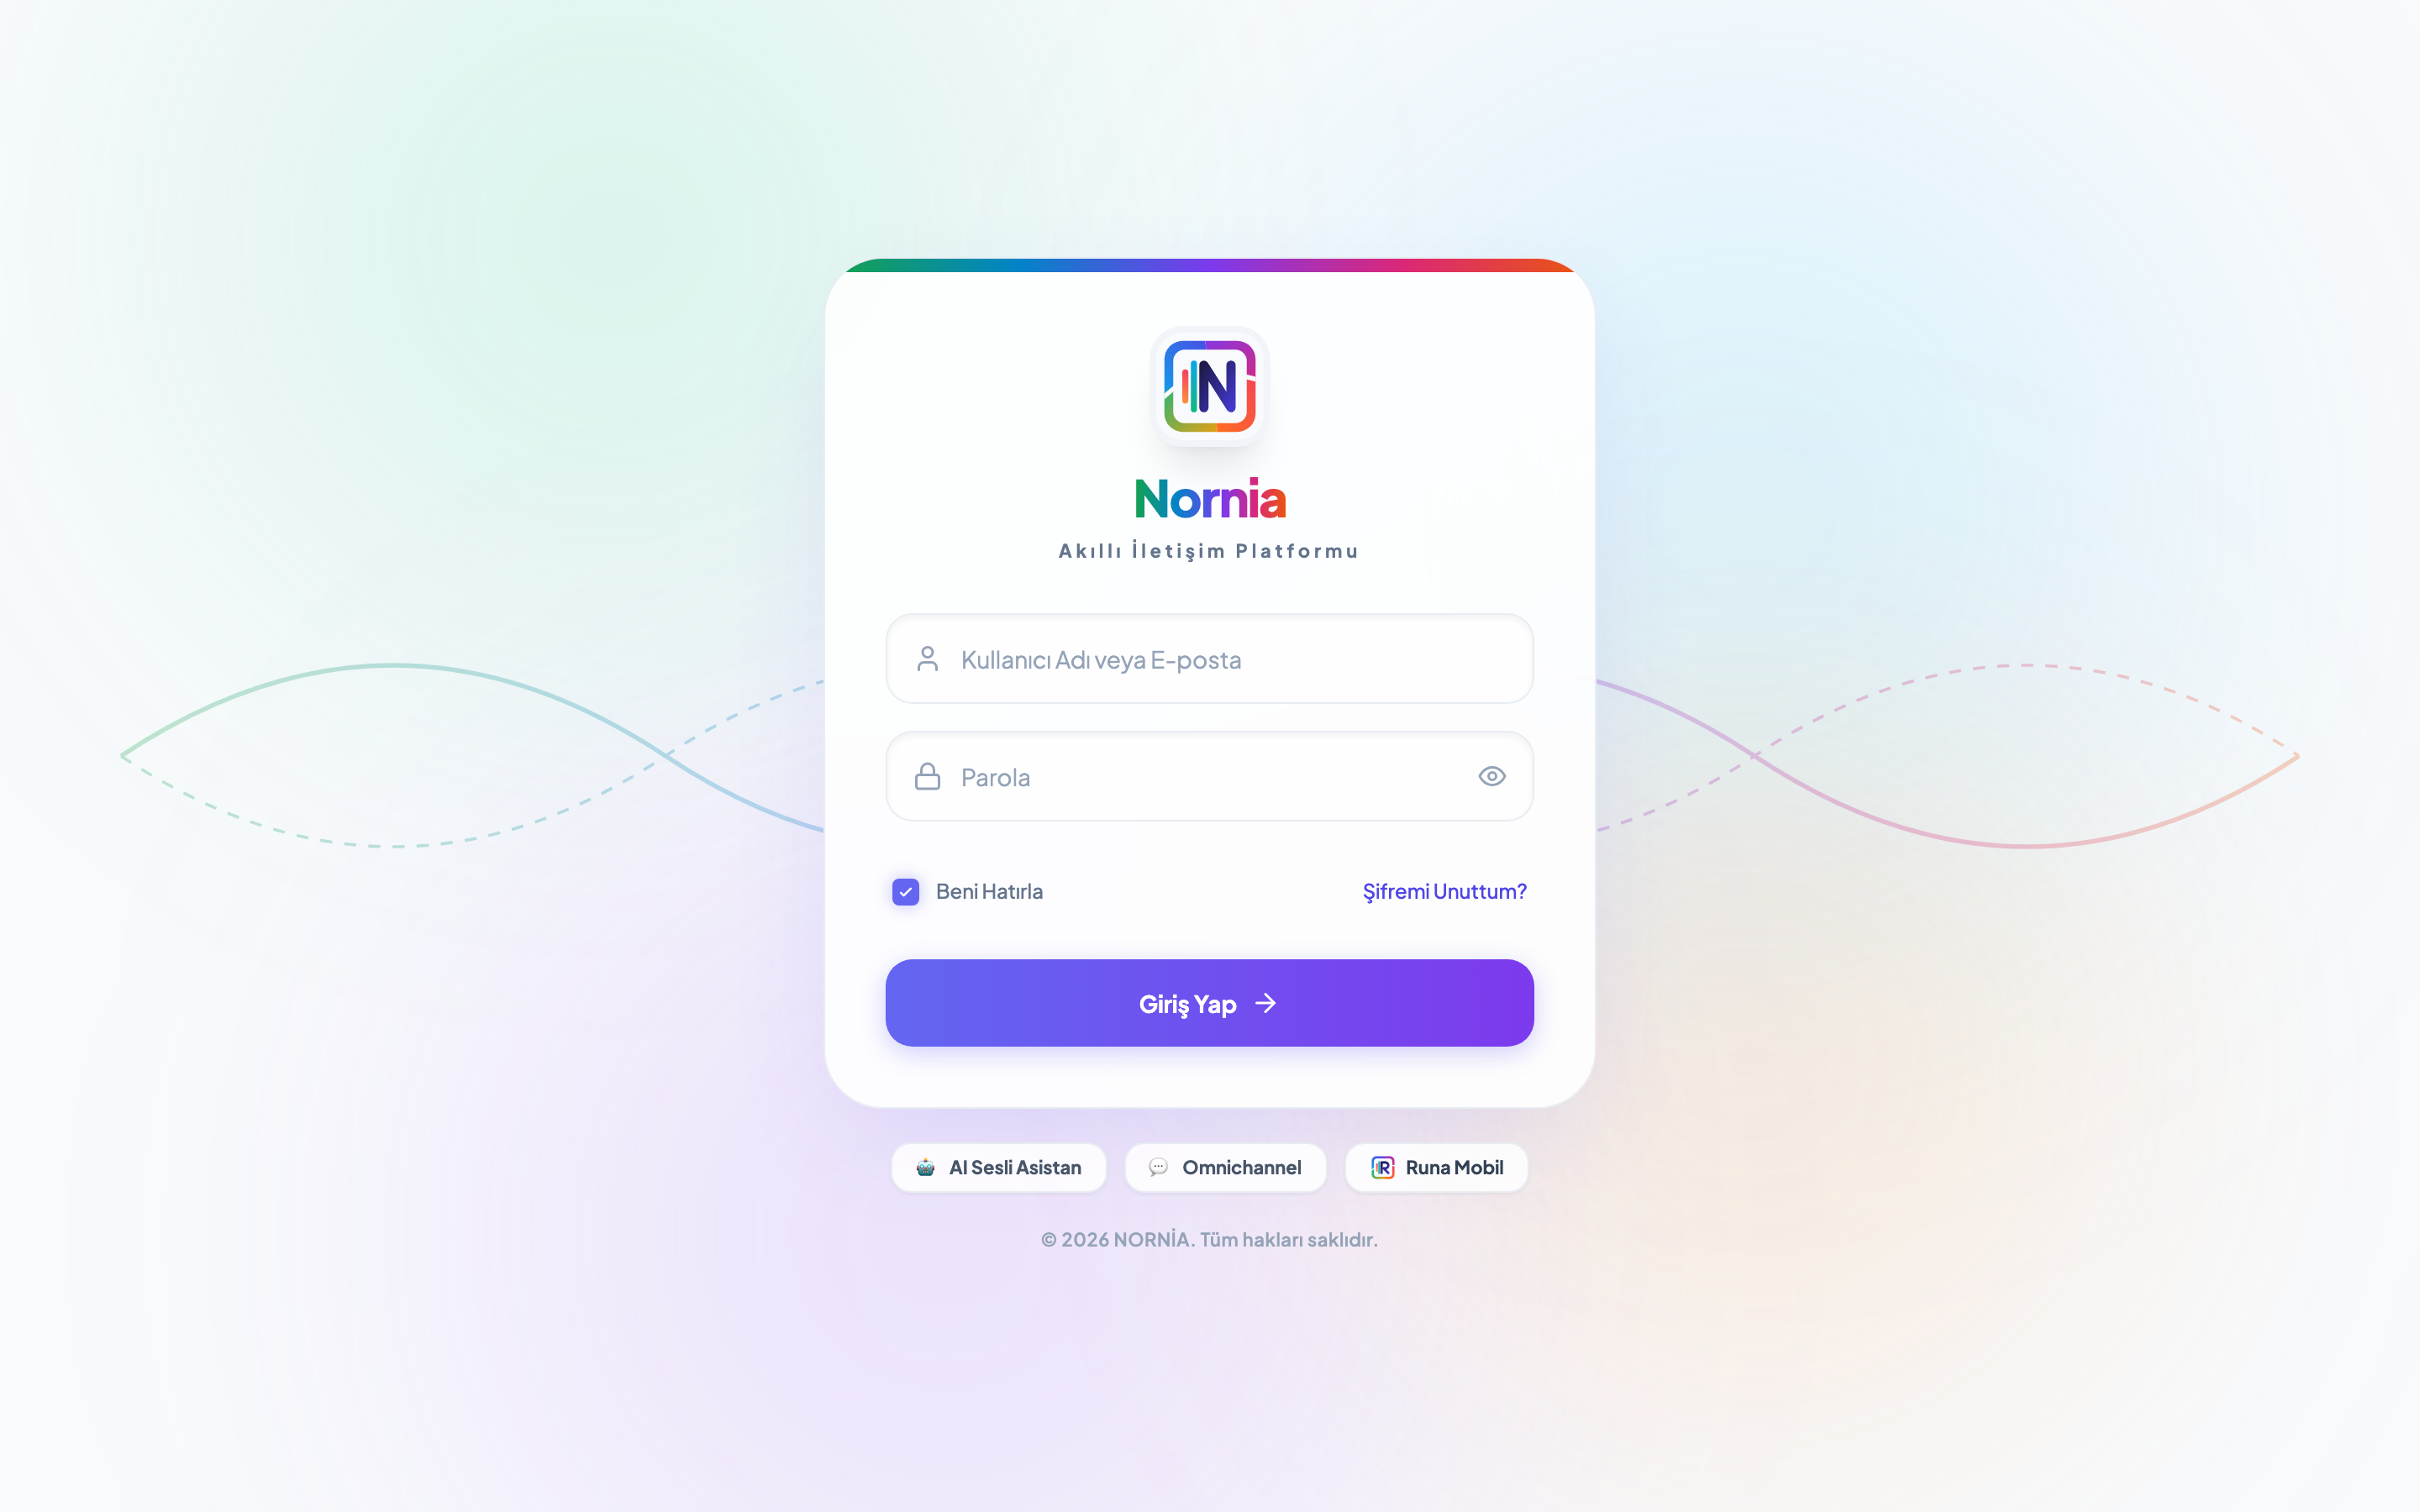 N
Nornia
Akıllı İletişim Platformu
Kullanıcı Adı veya E-posta
Parola
Beni Hatırla
Şifremi Unuttum?
Giriş Yap
AI Sesli Asistan
Omnichannel
R Runa Mobil
© 2026 NORNİA. Tüm hakları saklıdır.